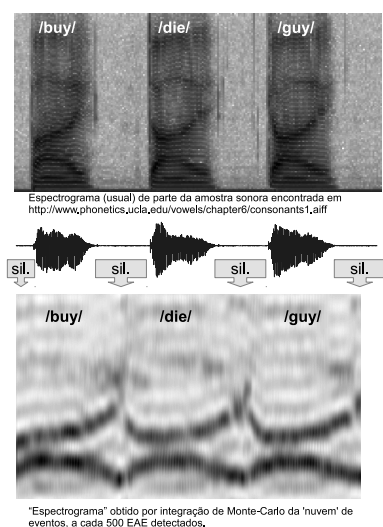 /buy/ /die/ /guy/
Espectrograma (usual) de parte da amostra sonora encontrada em
http://www.phonetics.ucla.edu/vowels/chapter6/consonants1.aiff
sil. sil. sil. sil.
/buy/ /die/ /guy/
“Espectrograma” obtido por integração de Monte-Carlo da 'nuvem' de
eventos, a cada 500 EAE detectados.